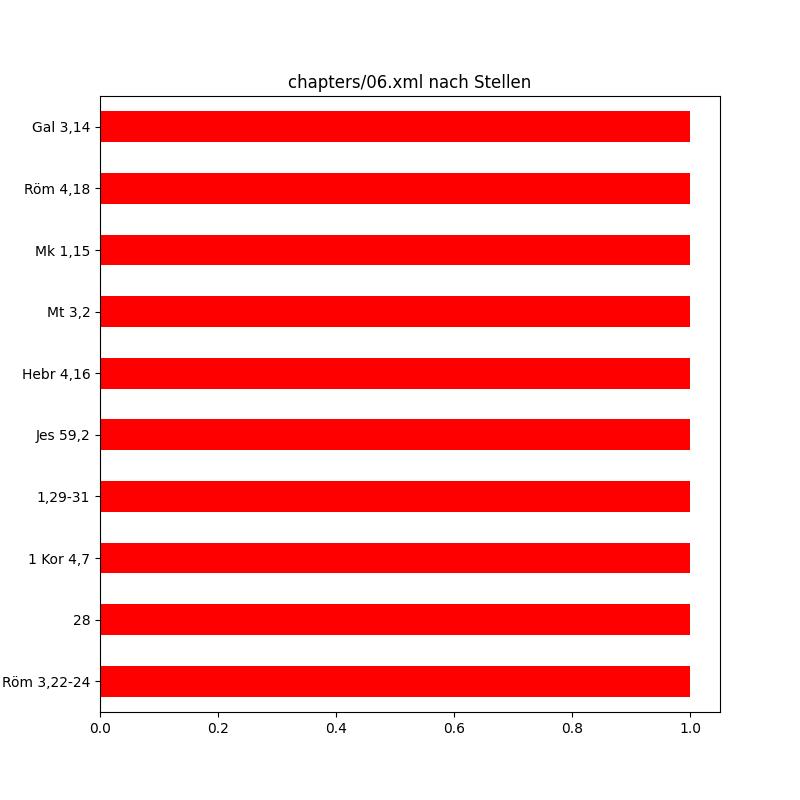 chapters/06.xml nach Stellen
Gal 3,14
Röm 4,18
Mk 1,15
Mt 3,2
Hebr 4,16
Jes 59,2
1,29-31
1 Kor 4,7
28
Röm 3,22-24
0.0 0.2 0.4 0.6 0.8 1.0